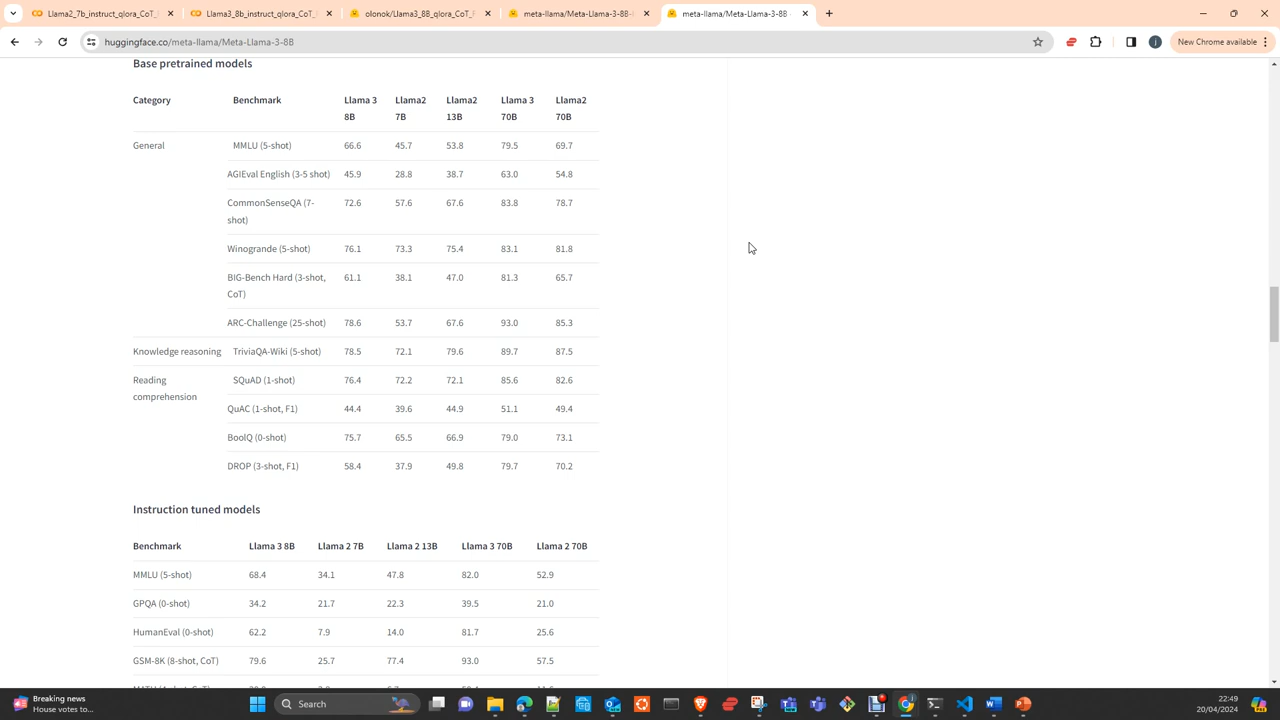 Llama2_7b_instruct_qlora_CoT_
Llama3_8b_instruct_qlora_CoT_
olonok/Llama3_8B_qlora_CoT_F
meta-llama/Meta-Llama-3-8B-
meta-llama/Meta-Llama-3-8B
huggingface.co/meta-llama/Meta-Llama-3-8B
New Chrome available
Base pretrained models
Category Benchmark Llama 3 8B Llama2 7B Llama2 13B Llama 3 70B Llama2 70B
General MMLU (5-shot) 66.6 45.7 53.8 79.5 69.7
AGIEval English (3-5 shot) 45.9 28.8 38.7 63.0 54.8
CommonSenseQA (7-shot) 72.6 57.6 67.6 83.8 78.7
Winogrande (5-shot) 76.1 73.3 75.4 83.1 81.8
BIG-Bench Hard (3-shot, CoT) 61.1 38.1 47.0 81.3 65.7
ARC-Challenge (25-shot) 78.6 53.7 67.6 93.0 85.3
Knowledge reasoning TriviaQA-Wiki (5-shot) 78.5 72.1 79.6 89.7 87.5
Reading comprehension SQuAD (1-shot) 76.4 72.2 72.1 85.6 82.6
QuAC (1-shot, F1) 44.4 39.6 44.9 51.1 49.4
BoolQ (0-shot) 75.7 65.5 66.9 79.0 73.1
DROP (3-shot, F1) 58.4 37.9 49.8 79.7 70.2
Instruction tuned models
Benchmark Llama 3 8B Llama 2 7B Llama 2 13B Llama 3 70B Llama 2 70B
MMLU (5-shot) 68.4 34.1 47.8 82.0 52.9
GPQA (0-shot) 34.2 21.7 22.3 39.5 21.0
HumanEval (0-shot) 62.2 7.9 14.0 81.7 25.6
GSM-8K (8-shot, CoT) 79.6 25.7 77.4 93.0 57.5
Breaking news
House votes to...
Search
22:49
20/04/2024